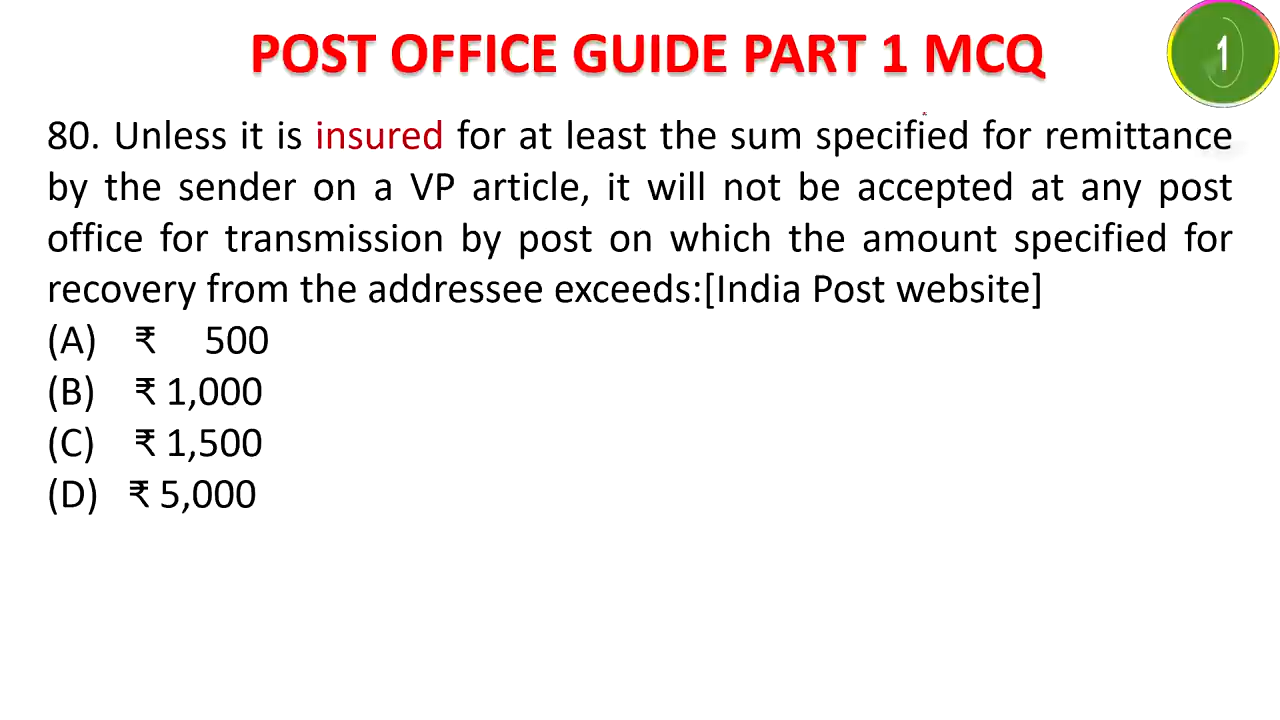 POST OFFICE GUIDE PART 1 MCQ
1
80. Unless it is insured for at least the sum specified for remittance
by the sender on a VP article, it will not be accepted at any post
office for transmission by post on which the amount specified for
recovery from the addressee exceeds:[India Post website]
(A) ₹ 500
(B) ₹ 1,000
(C) ₹ 1,500
(D) ₹ 5,000